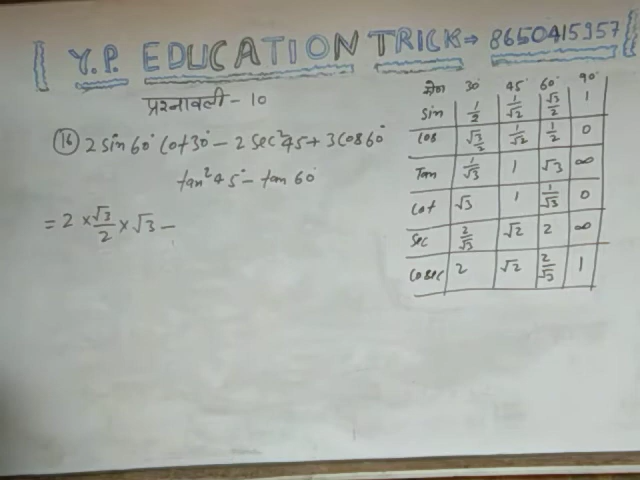 Y.P. EDUCATION TRICK⇒ 8650415957
प्रश्नावली - 10
(16) 2 sin 60° Cot 30° - 2 Sec² 45 + 3 Cos 60°
tan² 45° - tan 60°
= 2 × √3/2 × √3 -
कोण 30° 45° 60° 90°
Sin 1/2 1/√2 √3/2 1
Cos √3/2 1/√2 1/2 0
Tan 1/√3 1 √3 ∞
Cot √3 1 1/√3 0
Sec 2/√3 √2 2 ∞
Cosec 2 √2 2/√3 1